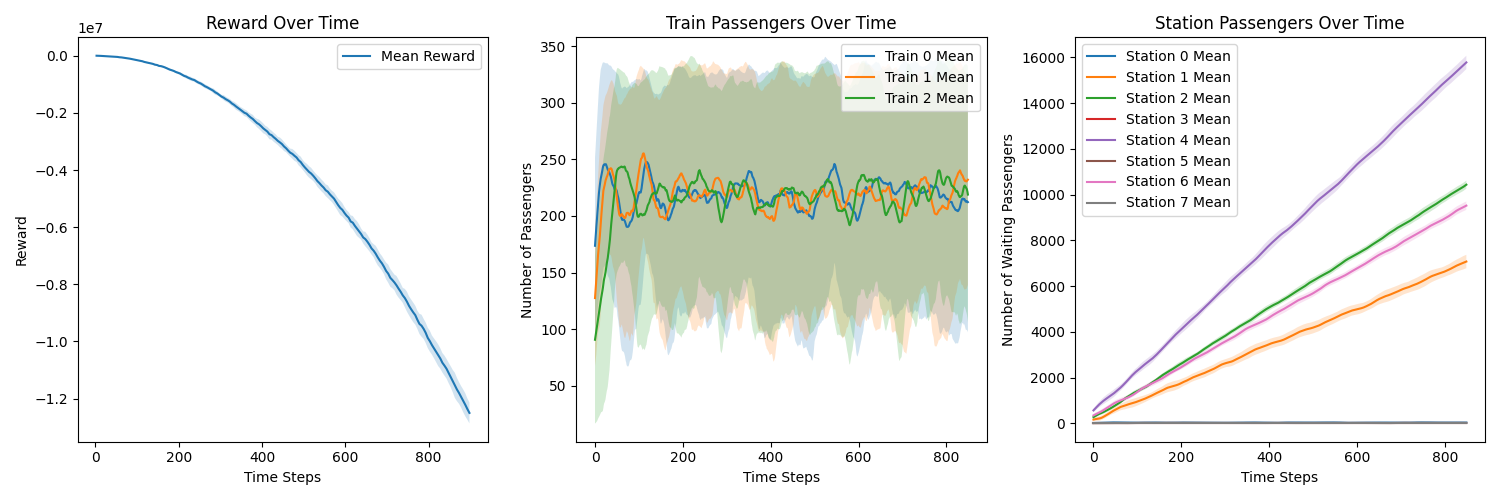 Reward Over Time
1e7
Mean Reward
0.0
−0.2
−0.4
−0.6
−0.8
−1.0
−1.2
Reward
0 200 400 600 800
Time Steps
Train Passengers Over Time
Train 0 Mean
Train 1 Mean
Train 2 Mean
350
300
250
200
150
100
50
Number of Passengers
0 200 400 600 800
Time Steps
Station Passengers Over Time
Station 0 Mean
Station 1 Mean
Station 2 Mean
Station 3 Mean
Station 4 Mean
Station 5 Mean
Station 6 Mean
Station 7 Mean
16000
14000
12000
10000
8000
6000
4000
2000
0
Number of Waiting Passengers
0 200 400 600 800
Time Steps